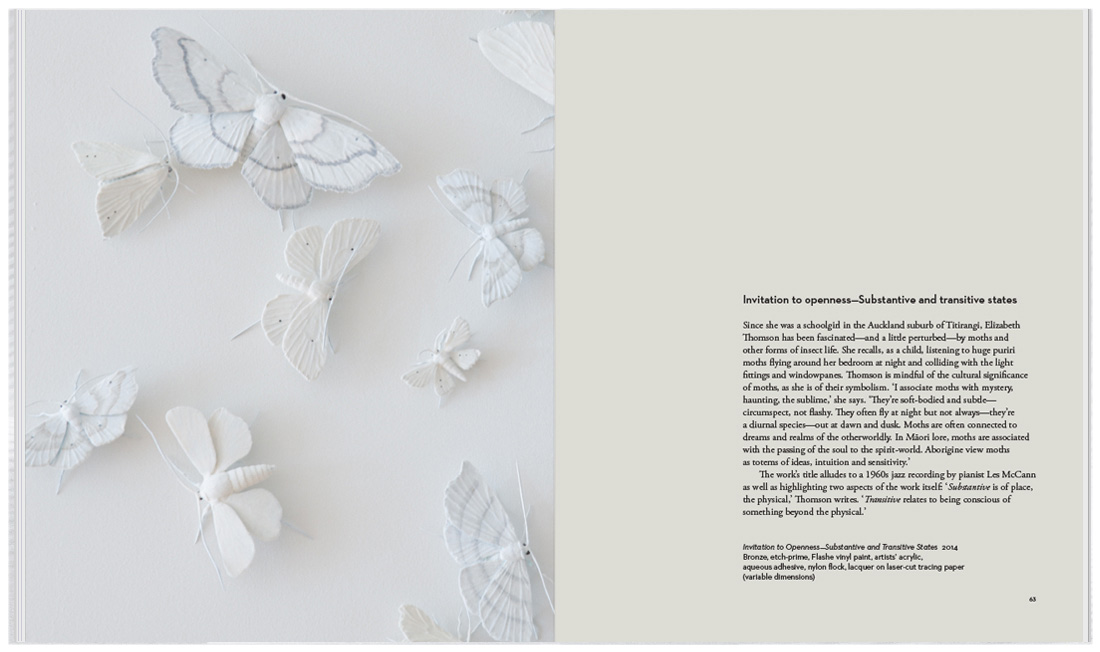 Invitation to openness—Substantive and transitive states
Since she was a schoolgirl in the Auckland suburb of Titirangi, Elizabeth
Thomson has been fascinated—and a little perturbed—by moths and
other forms of insect life. She recalls, as a child, listening to huge puriri
moths flying around her bedroom at night and colliding with the light
fittings and windowpanes. Thomson is mindful of the cultural significance
of moths, as she is of their symbolism. ‘I associate moths with mystery,
haunting, the sublime,’ she says. ‘They’re soft-bodied and subtle—
circumspect, not flashy. They often fly at night but not always—they’re
a diurnal species—out at dawn and dusk. Moths are often connected to
dreams and realms of the otherworldly. In Māori lore, moths are associated
with the passing of the soul to the spirit-world. Aborigine view moths
as totems of ideas, intuition and sensitivity.’
The work’s title alludes to a 1960s jazz recording by pianist Les McCann
as well as highlighting two aspects of the work itself: ‘Substantive is of place,
the physical,’ Thomson writes. ‘Transitive relates to being conscious of
something beyond the physical.’
Invitation to Openness—Substantive and Transitive States 2014
Bronze, etch-prime, Flashe vinyl paint, artists’ acrylic,
aqueous adhesive, nylon flock, lacquer on laser-cut tracing paper
(variable dimensions)
63